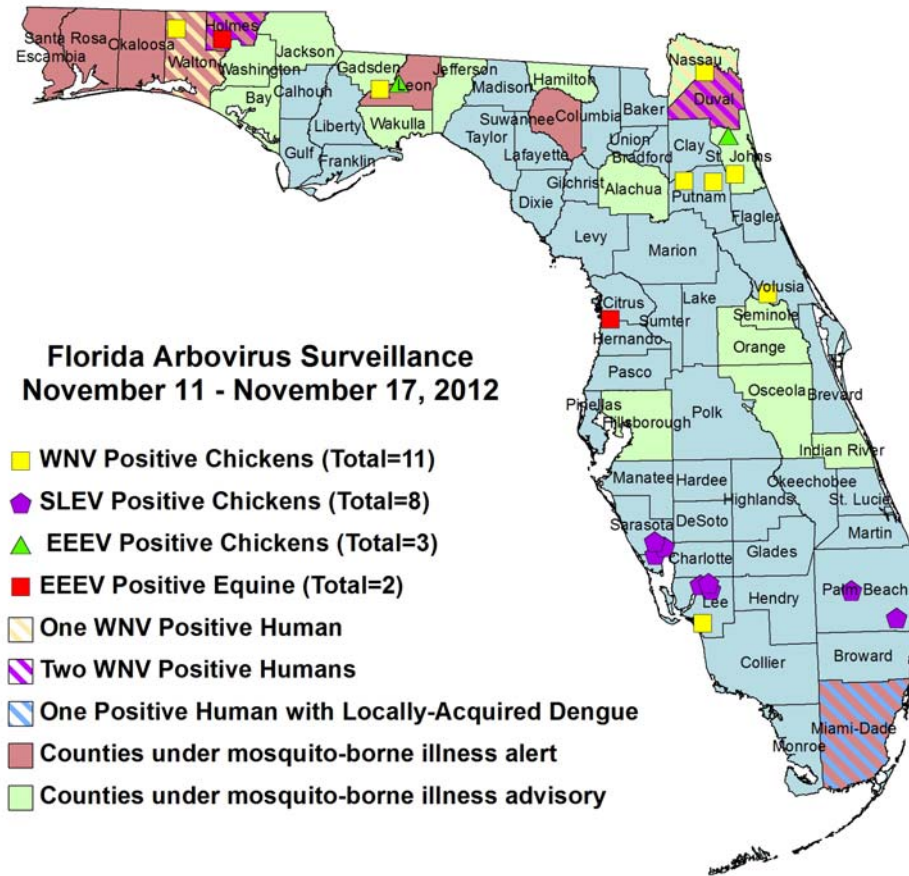 Holmes
Santa Rosa
Okaloosa
Escambia
Walton
Jackson
Washington
Gadsden
Jefferson
Leon
Madison
Hamilton
Nassau
Bay
Calhoun
Baker
Duval
Liberty
Wakulla
Suwannee
Columbia
Taylor
Union
Clay
Gulf
Franklin
Lafayette
Bradford
St. Johns
Gilchrist
Alachua
Putnam
Dixie
Flagler
Levy
Marion
Volusia
Citrus
Lake
Sumter
Seminole
Hernando
Orange
Florida Arbovirus Surveillance
November 11 - November 17, 2012
Pasco
Osceola
Brevard
Pinellas
Hillsborough
Polk
Indian River
Manatee
Hardee
Okeechobee
Highlands
St. Lucie
Sarasota
DeSoto
Martin
Charlotte
Glades
Palm Beach
Lee
Hendry
Broward
Collier
Miami-Dade
Monroe
WNV Positive Chickens (Total=11)
SLEV Positive Chickens (Total=8)
EEEV Positive Chickens (Total=3)
EEEV Positive Equine (Total=2)
One WNV Positive Human
Two WNV Positive Humans
One Positive Human with Locally-Acquired Dengue
Counties under mosquito-borne illness alert
Counties under mosquito-borne illness advisory